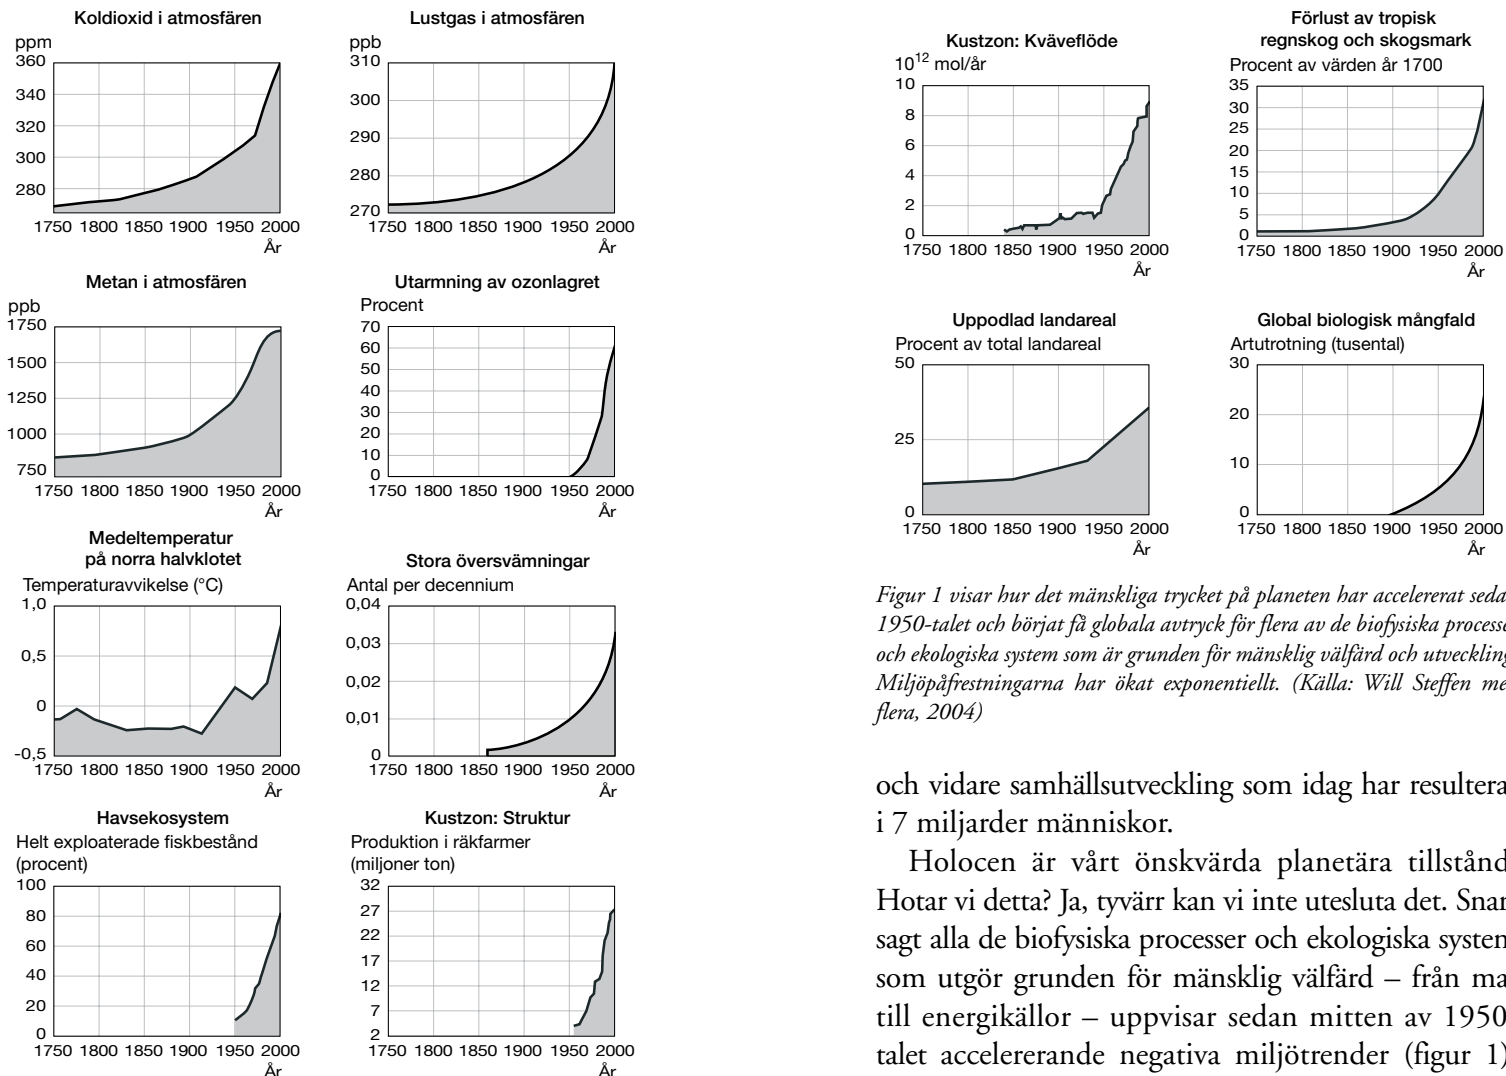 Koldioxid i atmosfären
ppm
360
340
320
300
280
1750 1800 1850 1900 1950 2000
År
Lustgas i atmosfären
ppb
310
300
290
280
270
1750 1800 1850 1900 1950 2000
År
Metan i atmosfären
ppb
1750
1500
1250
1000
750
1750 1800 1850 1900 1950 2000
År
Utarmning av ozonlagret
Procent
70
60
50
40
30
20
10
0
1750 1800 1850 1900 1950 2000
År
Medeltemperatur
på norra halvklotet
Temperaturavvikelse (°C)
1,0
0,5
0
-0,5
1750 1800 1850 1900 1950 2000
År
Stora översvämningar
Antal per decennium
0,04
0,03
0,02
0,01
0
1750 1800 1850 1900 1950 2000
År
Havsekosystem
Helt exploaterade fiskbestånd
(procent)
100
80
60
40
20
0
1750 1800 1850 1900 1950 2000
År
Kustzon: Struktur
Produktion i räkfarmer
(miljoner ton)
32
27
22
17
12
7
2
1750 1800 1850 1900 1950 2000
År
Kustzon: Kväveflöde
10¹² mol/år
10
8
6
4
2
0
1750 1800 1850 1900 1950 2000
År
Förlust av tropisk
regnskog och skogsmark
Procent av värden år 1700
35
30
25
20
15
10
5
0
1750 1800 1850 1900 1950 2000
År
Uppodlad landareal
Procent av total landareal
50
25
0
1750 1800 1850 1900 1950 2000
År
Global biologisk mångfald
Artutrotning (tusental)
30
20
10
0
1750 1800 1850 1900 1950 2000
År
Figur 1 visar hur det mänskliga trycket på planeten har accelererat seda
1950-talet och börjat få globala avtryck för flera av de biofysiska processe
och ekologiska system som är grunden för mänsklig välfärd och utveckling
Miljöpåfrestningarna har ökat exponentiellt. (Källa: Will Steffen me
flera, 2004)
och vidare samhällsutveckling som idag har resultera
i 7 miljarder människor.
Holocen är vårt önskvärda planetära tillstånd
Hotar vi detta? Ja, tyvärr kan vi inte utesluta det. Snar
sagt alla de biofysiska processer och ekologiska system
som utgör grunden för mänsklig välfärd – från ma
till energikällor – uppvisar sedan mitten av 1950
talet accelererande negativa miljötrender (figur 1)